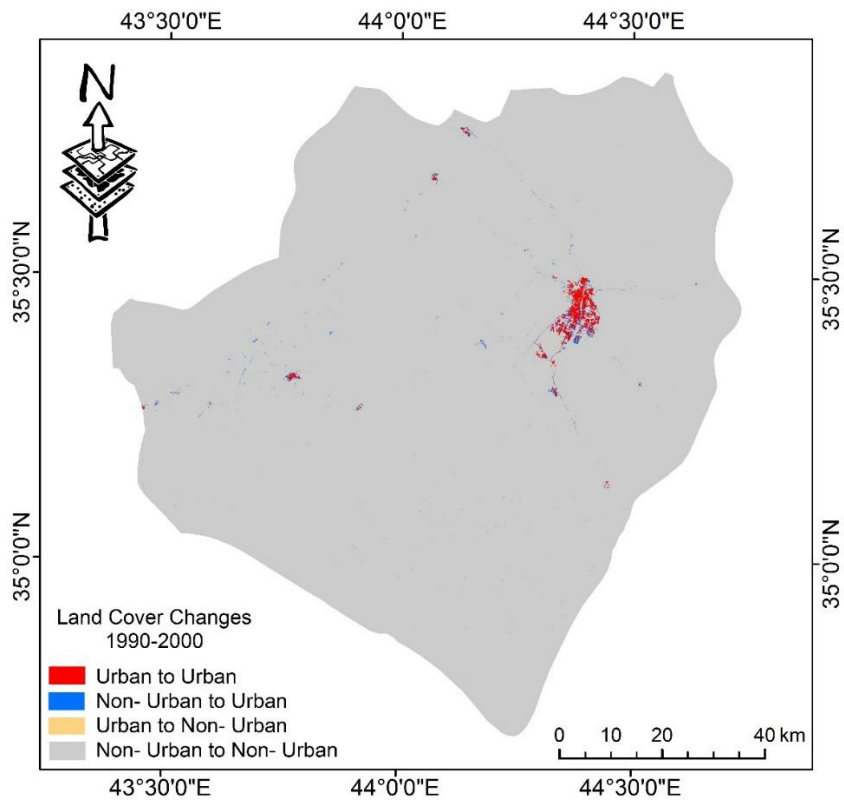 43°30'0"E 44°0'0"E 44°30'0"E
N
35°30'0"N 35°30'0"N
35°0'0"N 35°0'0"N
Land Cover Changes
1990-2000
Urban to Urban
Non- Urban to Urban
Urban to Non- Urban
Non- Urban to Non- Urban
0 10 20 40 km
43°30'0"E 44°0'0"E 44°30'0"E